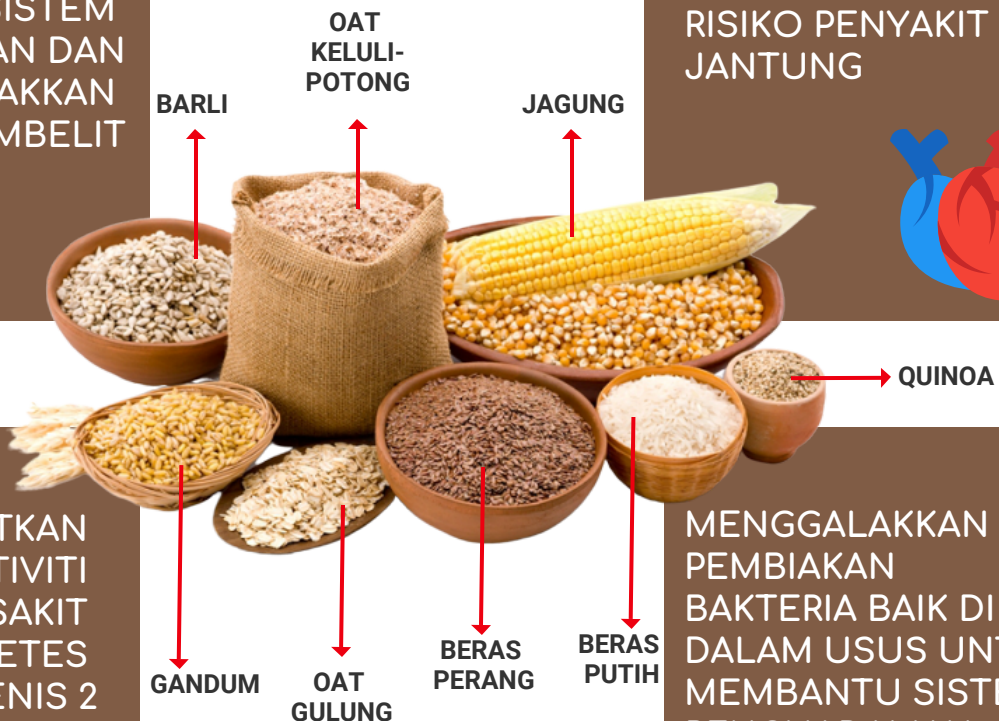 SISTEM
AN DAN
AKKAN
MBELIT
OAT
KELULI-
POTONG
BARLI
JAGUNG
RISIKO PENYAKIT
JANTUNG
QUINOA
TKAN
TIVITI
SAKIT
ETES
ENIS 2
GANDUM
OAT
GULUNG
BERAS
PERANG
BERAS
PUTIH
MENGGALAKKAN
PEMBIAKAN
BAKTERIA BAIK DI
DALAM USUS UNT
MEMBANTU SISTE